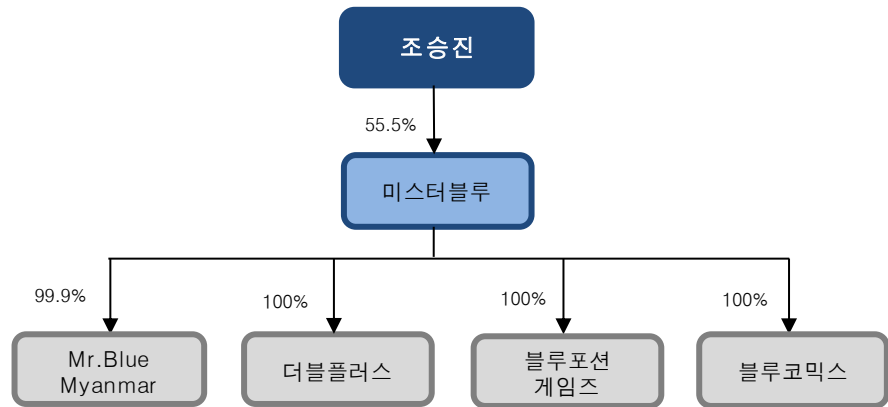 조승진
55.5%
미스터블루
99.9%
100%
100%
100%
Mr.Blue
Myanmar
더블플러스
블루포션
게임즈
블루코믹스